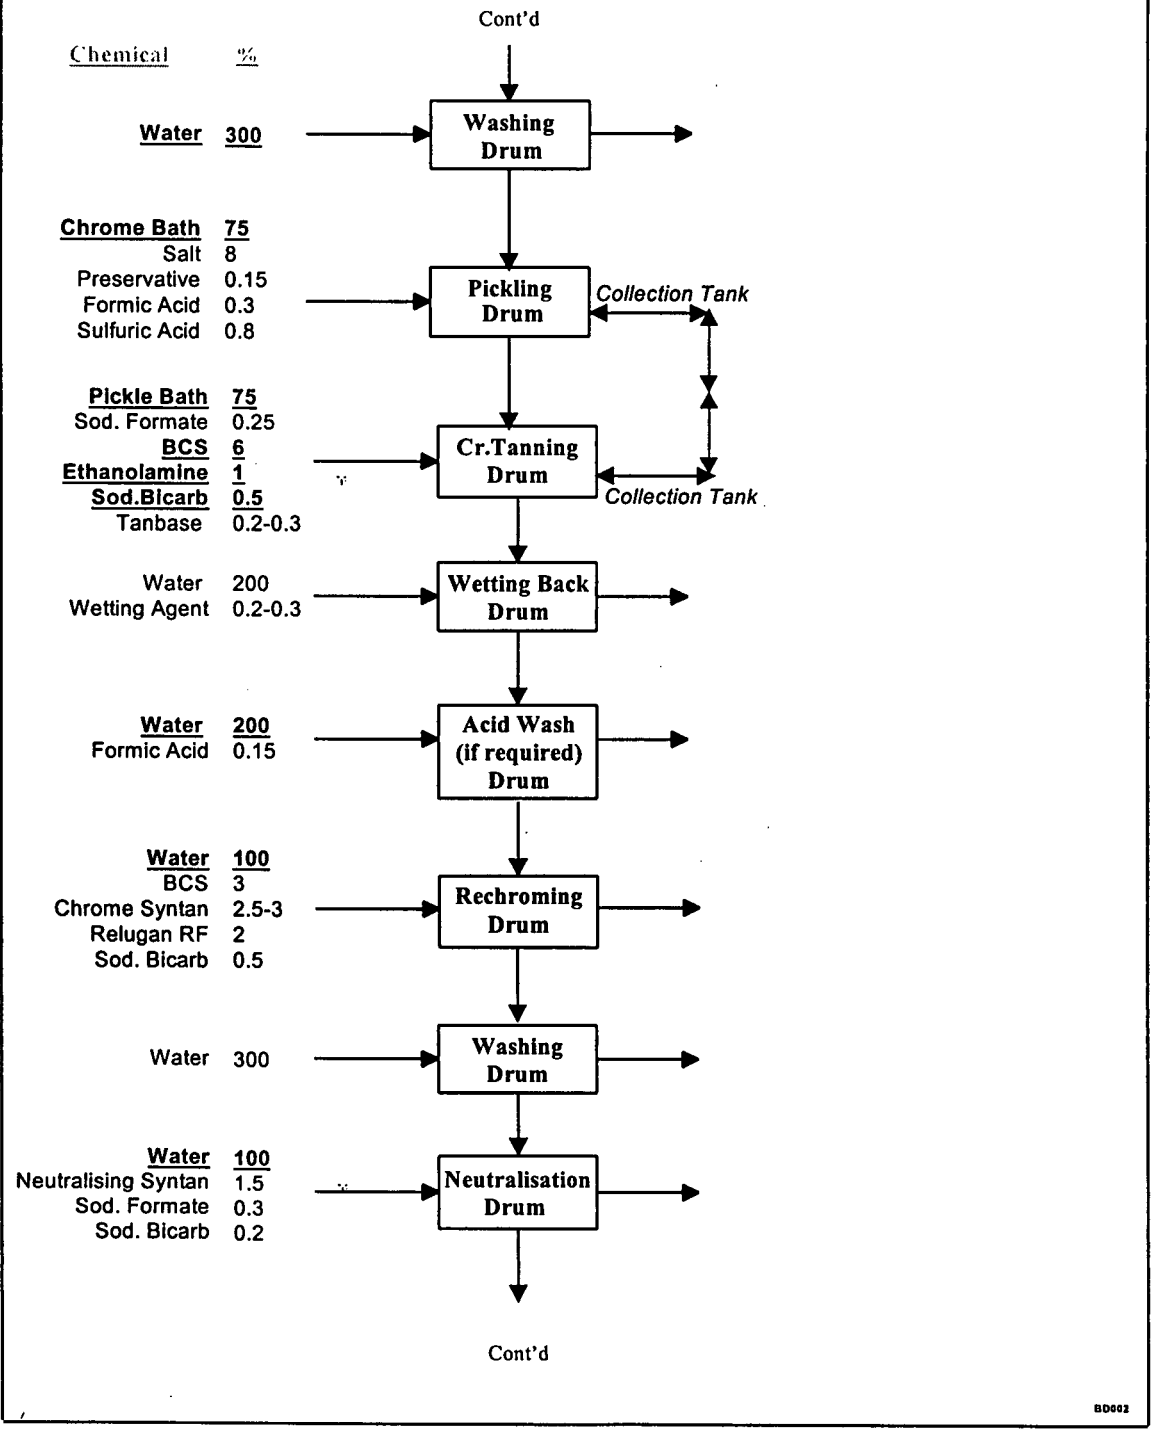 Cont'd
Chemical %
Water 300
Washing
Drum
Chrome Bath 75
Salt 8
Preservative 0.15
Formic Acid 0.3
Sulfuric Acid 0.8
Pickling
Drum
Collection Tank
Pickle Bath 75
Sod. Formate 0.25
BCS 6
Ethanolamine 1
Sod.Bicarb 0.5
Tanbase 0.2-0.3
Cr.Tanning
Drum
Collection Tank
Water 200
Wetting Agent 0.2-0.3
Wetting Back
Drum
Water 200
Formic Acid 0.15
Acid Wash
(if required)
Drum
Water 100
BCS 3
Chrome Syntan 2.5-3
Relugan RF 2
Sod. Bicarb 0.5
Rechroming
Drum
Water 300
Washing
Drum
Water 100
Neutralising Syntan 1.5
Sod. Formate 0.3
Sod. Bicarb 0.2
Neutralisation
Drum
Cont'd
BD002